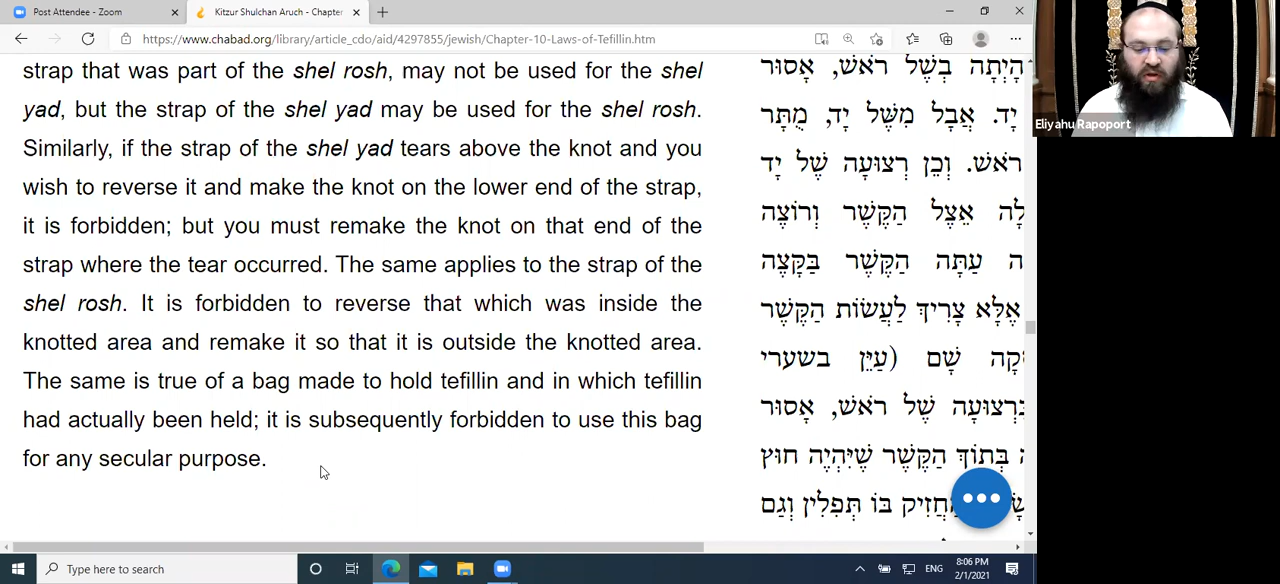 Post Attendee - Zoom
Kitzur Shulchan Aruch - Chapter
https://www.chabad.org/library/article_cdo/aid/4297855/jewish/Chapter-10-Laws-of-Tefillin.htm
Eliyahu Rapoport
strap that was part of the shel rosh, may not be used for the shel
yad, but the strap of the shel yad may be used for the shel rosh.
Similarly, if the strap of the shel yad tears above the knot and you
wish to reverse it and make the knot on the lower end of the strap,
it is forbidden; but you must remake the knot on that end of the
strap where the tear occurred. The same applies to the strap of the
shel rosh. It is forbidden to reverse that which was inside the
knotted area and remake it so that it is outside the knotted area.
The same is true of a bag made to hold tefillin and in which tefillin
had actually been held; it is subsequently forbidden to use this bag
for any secular purpose.
הָיְתָה בְּשֶׁל רֹאשׁ, אָסוּר
יָד. אֲבָל מִשֶּׁל יָד, מֻתָּר
רֹאשׁ. וְכֵן רְצוּעָה שֶׁל יָד
לָה אֵצֶל הַקֶּשֶׁר וְרוֹצֶה
ה עַתָּה הַקֶּשֶׁר בַּקָּצֶה
אֶלָּא צָרִיךְ לַעֲשׂוֹת הַקֶּשֶׁר
קָה שָׁם (עַיֵּן בשערי
בִּרְצוּעָה שֶׁל רֹאשׁ, אָסוּר
ה בְּתוֹךְ הַקֶּשֶׁר שֶׁיִּהְיֶה חוּץ
מַחֲזִיק בּוֹ תְּפִלִּין וְגַם
Type here to search
ENG
8:06 PM
2/1/2021